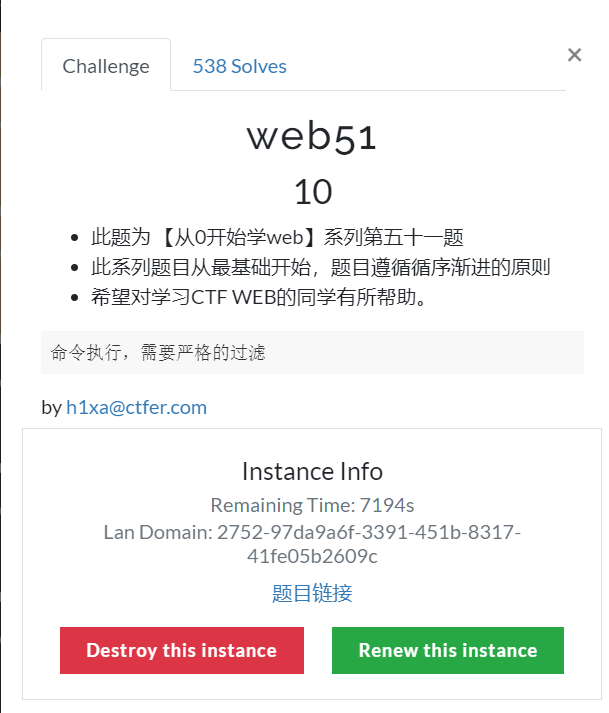 Challenge
538 Solves
×
web51
10
此题为 【从0开始学web】系列第五十一题
此系列题目从最基础开始，题目遵循循序渐进的原则
希望对学习CTF WEB的同学有所帮助。
命令执行，需要严格的过滤
by h1xa@ctfer.com
Instance Info
Remaining Time: 7194s
Lan Domain: 2752-97da9a6f-3391-451b-8317-
41fe05b2609c
题目链接
Destroy this instance
Renew this instance